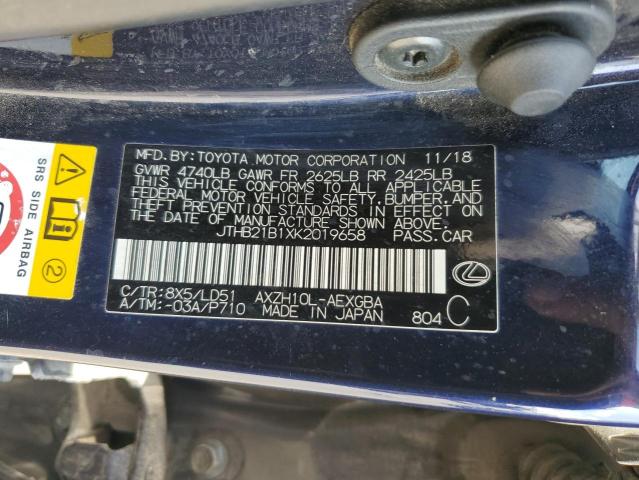 MFD.BY:TOYOTA MOTOR CORPORATION 11/18
GVWR 4740LB GAWR FR 2625LB RR 2425LB
THIS VEHICLE CONFORMS TO ALL APPLICABLE
FEDERAL MOTOR VEHICLE SAFETY,BUMPER,AND
THEFT PREVENTION STANDARDS IN EFFECT ON
THE DATE OF MANUFACTURE SHOWN ABOVE.
JTHB21B1XK2019658 PASS.CAR
C/TR:8X5/LD51 AXZH10L-AEXGBA
A/TM:-03A/P710 MADE IN JAPAN 804 C
SRS SIDE AIRBAG
2